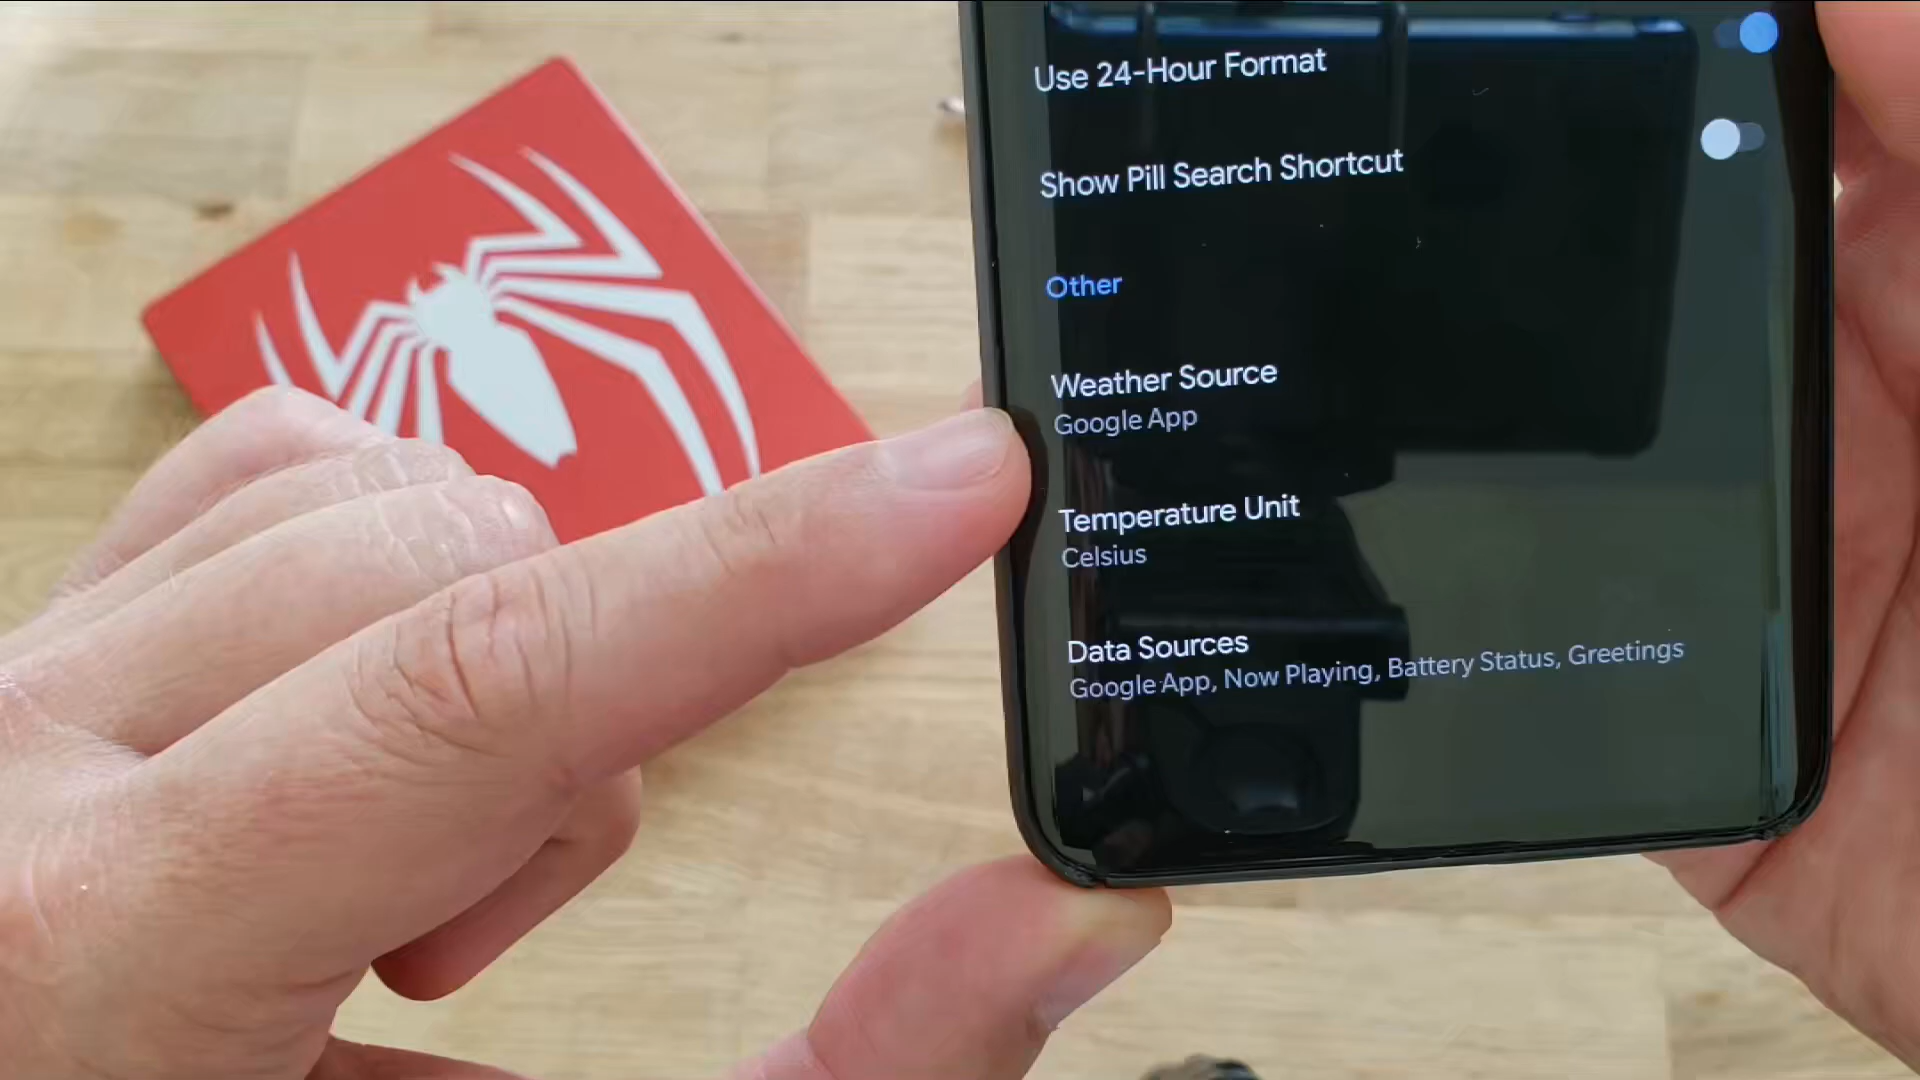 Use 24-Hour Format
Show Pill Search Shortcut
Other
Weather Source
Google App
Temperature Unit
Celsius
Data Sources
Google App, Now Playing, Battery Status, Greetings